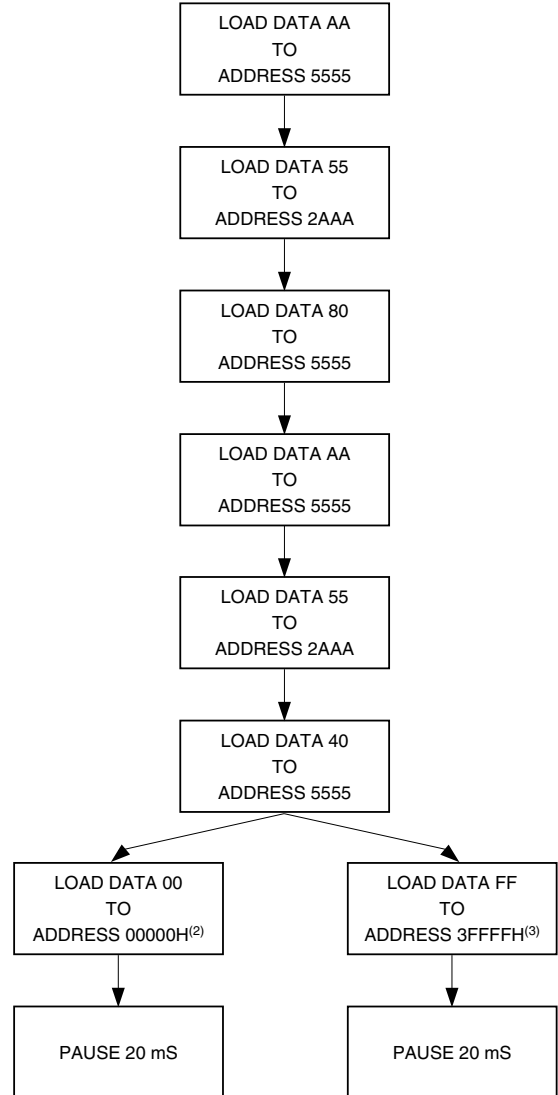 LOAD DATA AA
TO
ADDRESS 5555
LOAD DATA 55
TO
ADDRESS 2AAA
LOAD DATA 80
TO
ADDRESS 5555
LOAD DATA AA
TO
ADDRESS 5555
LOAD DATA 55
TO
ADDRESS 2AAA
LOAD DATA 40
TO
ADDRESS 5555
LOAD DATA 00
TO
ADDRESS 00000H(2)
PAUSE 20 mS
LOAD DATA FF
TO
ADDRESS 3FFFFH(3)
PAUSE 20 mS